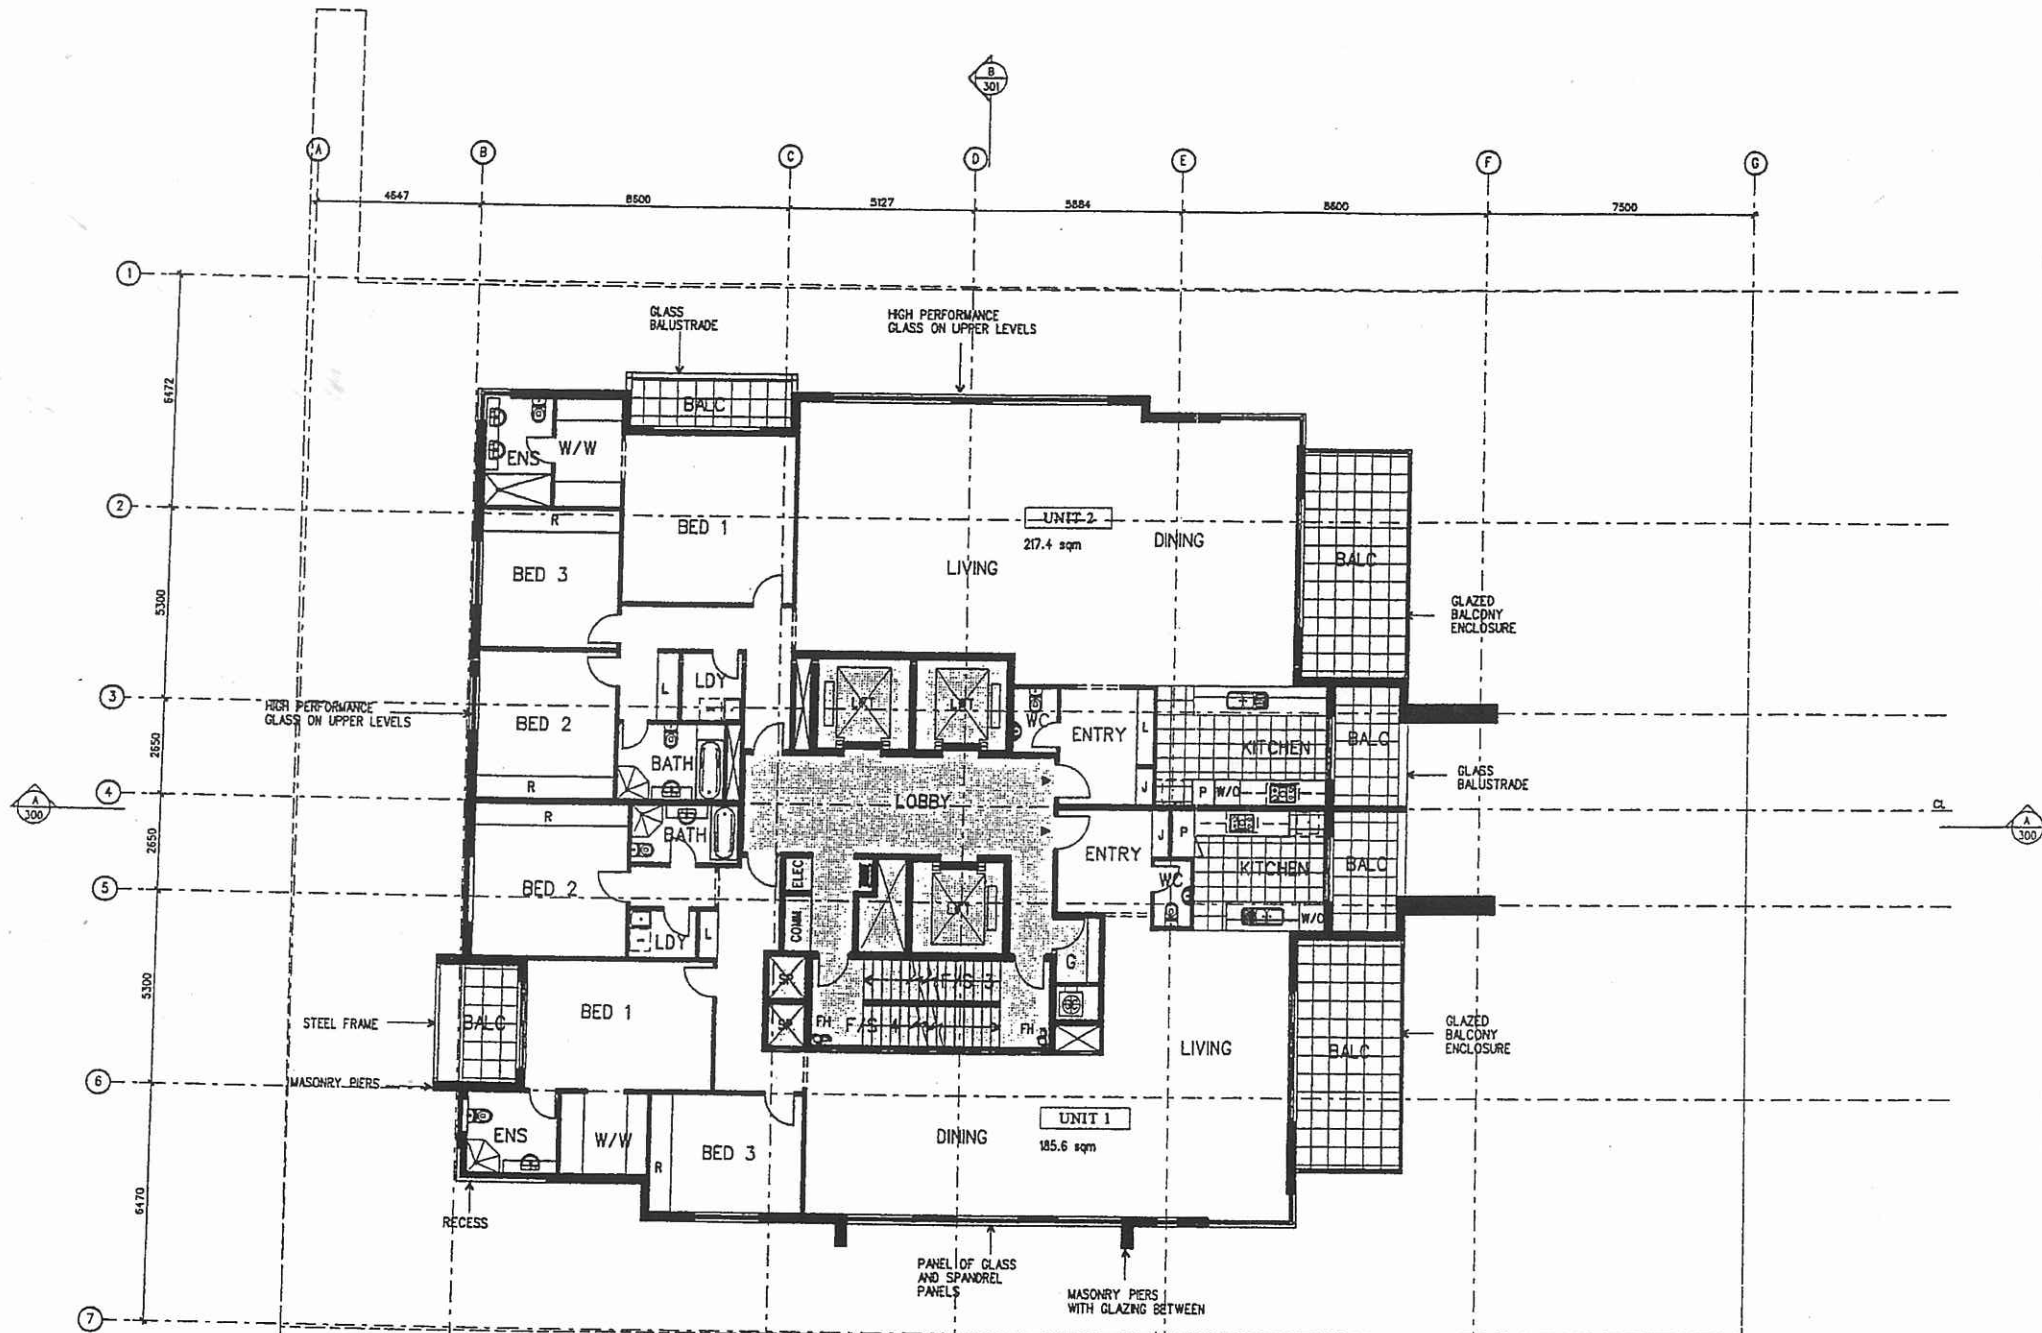 B
301
A
B
C
D
E
F
G
4647
8500
5127
5884
8600
7500
1
GLASS
BALUSTRADE
HIGH PERFORMANCE
GLASS ON UPPER LEVELS
6472
BALC
ENS
W/W
2
R
BED 1
UNIT 2
217.4 sqm
DINING
LIVING
BED 3
BALC
5300
GLAZED
BALCONY
ENCLOSURE
3
L
LDY
LIFT
LIFT
WC
ENTRY
L
HIGH PERFORMANCE
GLASS ON UPPER LEVELS
BED 2
KITCHEN
BALC
2650
BATH
GLASS
BALUSTRADE
R
4
J
P
W/O
A
300
LOBBY
CL
A
300
R
BATH
J
P
2650
ENTRY
KITCHEN
BALC
5
BED 2
ELEC
WC
LIFT
COMM
W/O
LDY
L
G
5300
F/S 3
BED 1
STEEL FRAME
BALC
FH
F/S 4
FH
LIVING
BALC
GLAZED
BALCONY
ENCLOSURE
6
MASONRY PIERS
UNIT 1
185.6 sqm
ENS
W/W
R
BED 3
DINING
6470
RECESS
PANEL OF GLASS
AND SPANDREL
PANELS
MASONRY PIERS
WITH GLAZING BETWEEN
7